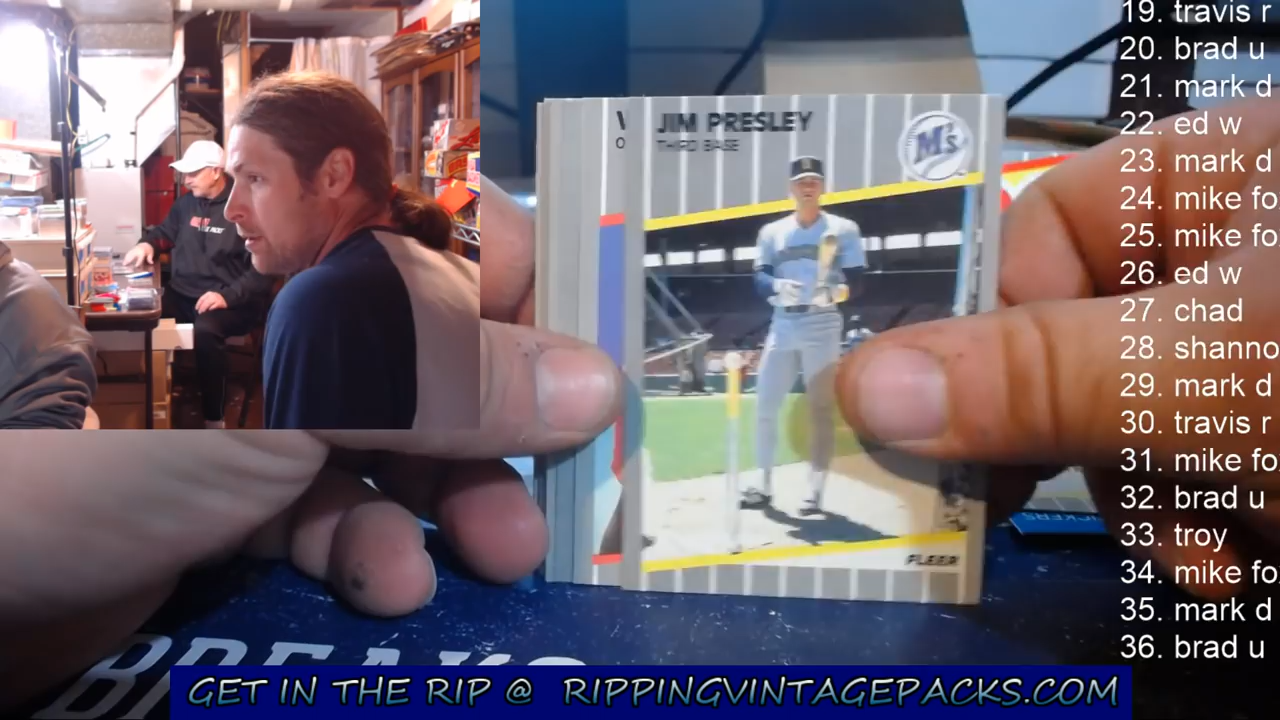 JIM PRESLEY
THIRD BASE
M's
FLEER
BREAKS
19. travis r
20. brad u
21. mark d
22. ed w
23. mark d
24. mike fo
25. mike fo
26. ed w
27. chad
28. shanno
29. mark d
30. travis r
31. mike fo
32. brad u
33. troy
34. mike fo
35. mark d
36. brad u
GET IN THE RIP @ RIPPINGVINTAGEPACKS.COM